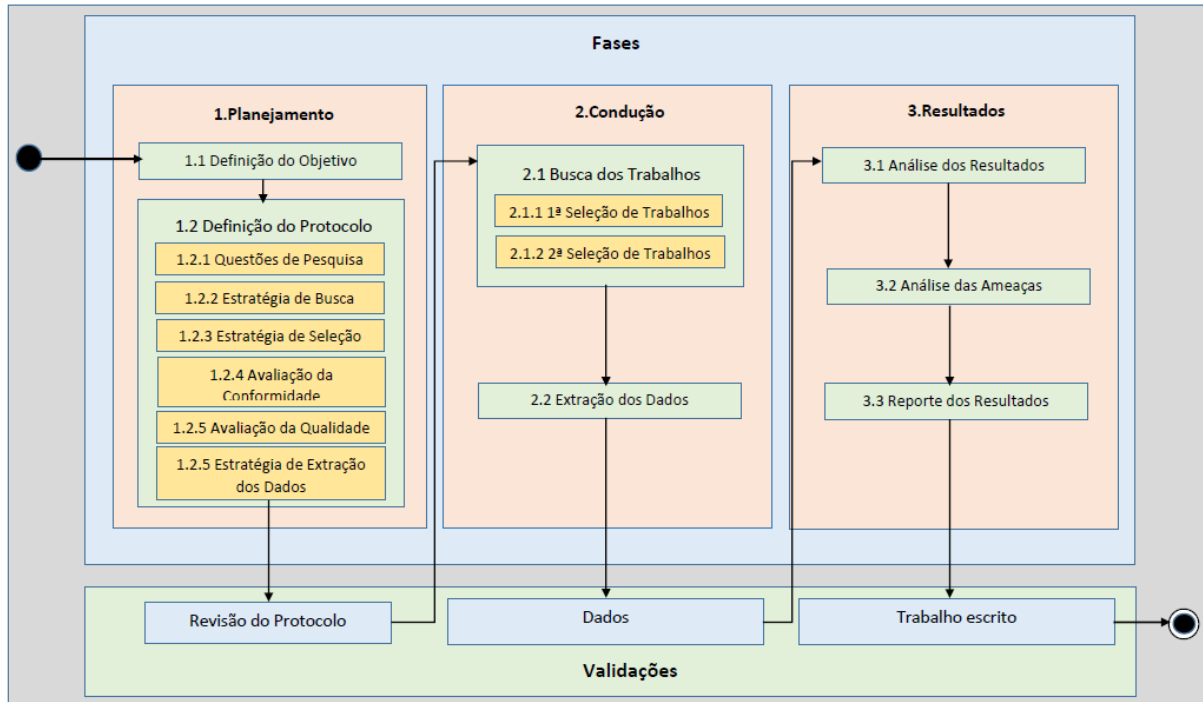 Fases
1.Planejamento
1.1 Definição do Objetivo
1.2 Definição do Protocolo
1.2.1 Questões de Pesquisa
1.2.2 Estratégia de Busca
1.2.3 Estratégia de Seleção
1.2.4 Avaliação da
Conformidade
1.2.5 Avaliação da Qualidade
1.2.5 Estratégia de Extração
dos Dados
2.Condução
2.1 Busca dos Trabalhos
2.1.1 1ª Seleção de Trabalhos
2.1.2 2ª Seleção de Trabalhos
2.2 Extração dos Dados
3.Resultados
3.1 Análise dos Resultados
3.2 Análise das Ameaças
3.3 Reporte dos Resultados
Revisão do Protocolo
Dados
Trabalho escrito
Validações